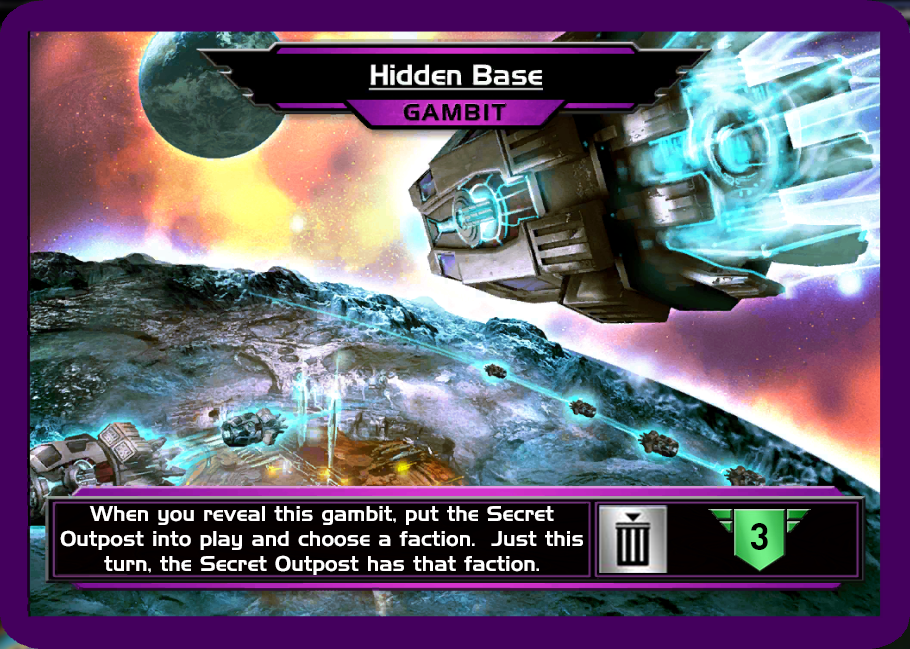 Hidden Base
GAMBIT
When you reveal this gambit, put the Secret
Outpost into play and choose a faction.  Just this
turn, the Secret Outpost has that faction.
3